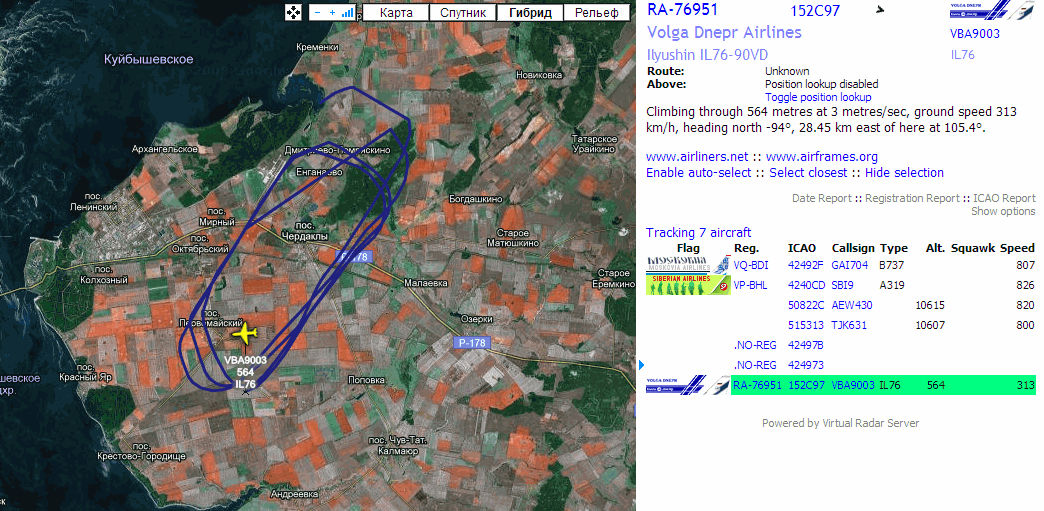 Карта
Спутник
Гибрид
Рельеф
Кременки
Куйбышевское
Новиковка
Татарское
Урайкино
Архангельское
Дмитриево-Помряскино
Енганаево
Богдашкино
пос.
Ленинский
пос.
Мирный
пос.
Чердаклы
Старое
Матюшкино
пос.
Октябрьский
пос.
Колхозный
Старое
Еремкино
Малаевка
пос.
Первомайский
Озерки
Р-178
VBA9003
564
IL76
пос.
Красный Яр
Поповка
пос. Чув-Тат.
Калмаюр
пос.
Крестово-Городище
Андреевка
RA-76951 152C97
Volga Dnepr Airlines VBA9003
Ilyushin IL76-90VD IL76
Route: Unknown
Above: Position lookup disabled
Toggle position lookup
Climbing through 564 metres at 3 metres/sec, ground speed 313
km/h, heading north -94°, 28.45 km east of here at 105.4°.
www.airliners.net :: www.airframes.org
Enable auto-select :: Select closest :: Hide selection
Date Report :: Registration Report :: ICAO Report
Show options
Tracking 7 aircraft
Flag Reg. ICAO Callsign Type Alt. Squawk Speed
MOSKOVIA AIRLINES VQ-BDI 42492F GAI704 B737 807
SIBERIAN AIRLINES VP-BHL 4240CD SBI9 A319 826
50822C AEW430 10615 820
515313 TJK631 10607 800
.NO-REG 42497B
.NO-REG 424973
VOLGA DNEPR RA-76951 152C97 VBA9003 IL76 564 313
Powered by Virtual Radar Server